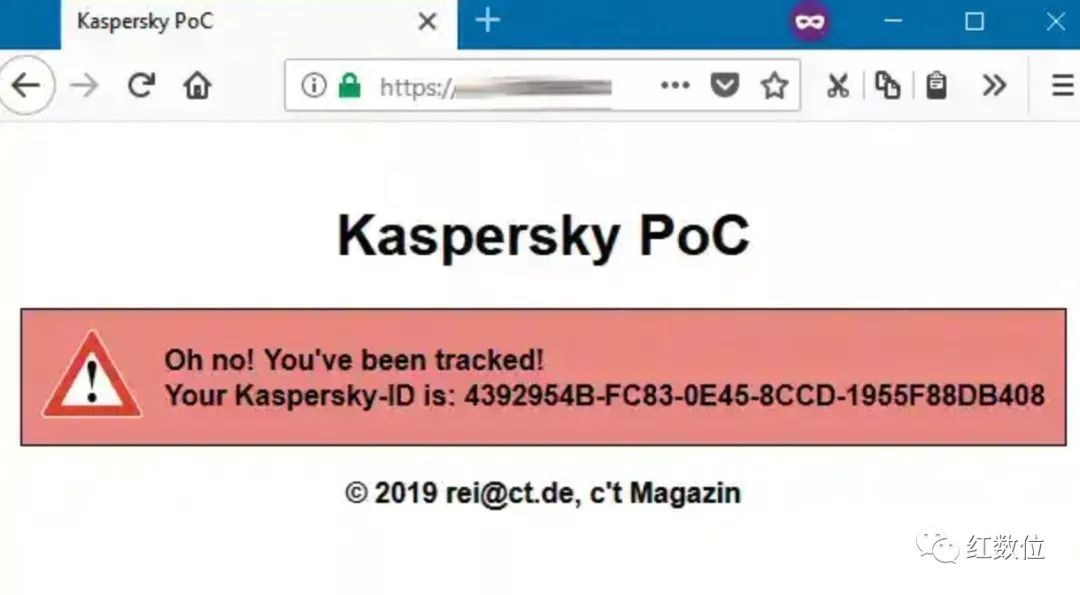 Kaspersky PoC
https://
Kaspersky PoC
Oh no! You've been tracked!
Your Kaspersky-ID is: 4392954B-FC83-0E45-8CCD-1955F88DB408
© 2019 rei@ct.de, c't Magazin
红数位